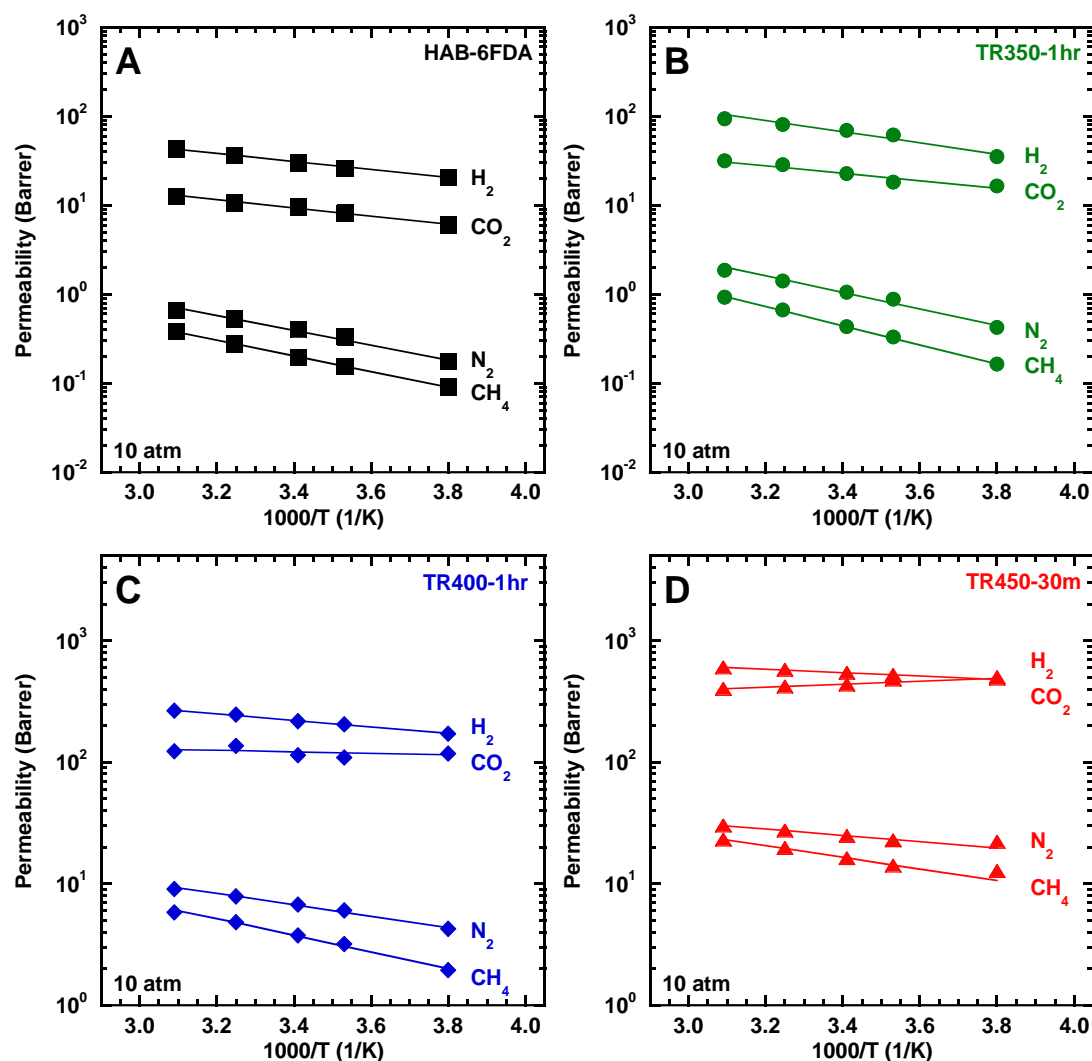 A
HAB-6FDA
Permeability (Barrer)
10³
10²
10¹
10⁰
10⁻¹
10⁻²
H₂
CO₂
N₂
CH₄
10 atm
3.0 3.2 3.4 3.6 3.8 4.0
1000/T (1/K)
B
TR350-1hr
Permeability (Barrer)
10³
10²
10¹
10⁰
10⁻¹
10⁻²
H₂
CO₂
N₂
CH₄
10 atm
3.0 3.2 3.4 3.6 3.8 4.0
1000/T (1/K)
C
TR400-1hr
Permeability (Barrer)
10³
10²
10¹
10⁰
H₂
CO₂
N₂
CH₄
10 atm
3.0 3.2 3.4 3.6 3.8 4.0
1000/T (1/K)
D
TR450-30m
Permeability (Barrer)
10³
10²
10¹
10⁰
H₂
CO₂
N₂
CH₄
10 atm
3.0 3.2 3.4 3.6 3.8 4.0
1000/T (1/K)